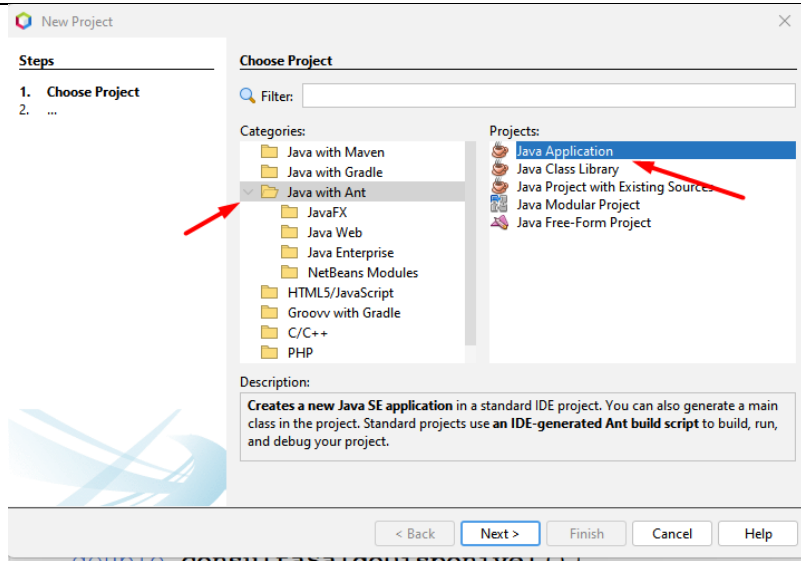 New Project
Steps
1. Choose Project
2. ...
Choose Project
Filter:
Categories:
Java with Maven
Java with Gradle
Java with Ant
JavaFX
Java Web
Java Enterprise
NetBeans Modules
HTML5/JavaScript
Groovy with Gradle
C/C++
PHP
Projects:
Java Application
Java Class Library
Java Project with Existing Sources
Java Modular Project
Java Free-Form Project
Description:
Creates a new Java SE application in a standard IDE project. You can also generate a main
class in the project. Standard projects use an IDE-generated Ant build script to build, run,
and debug your project.
< Back
Next >
Finish
Cancel
Help